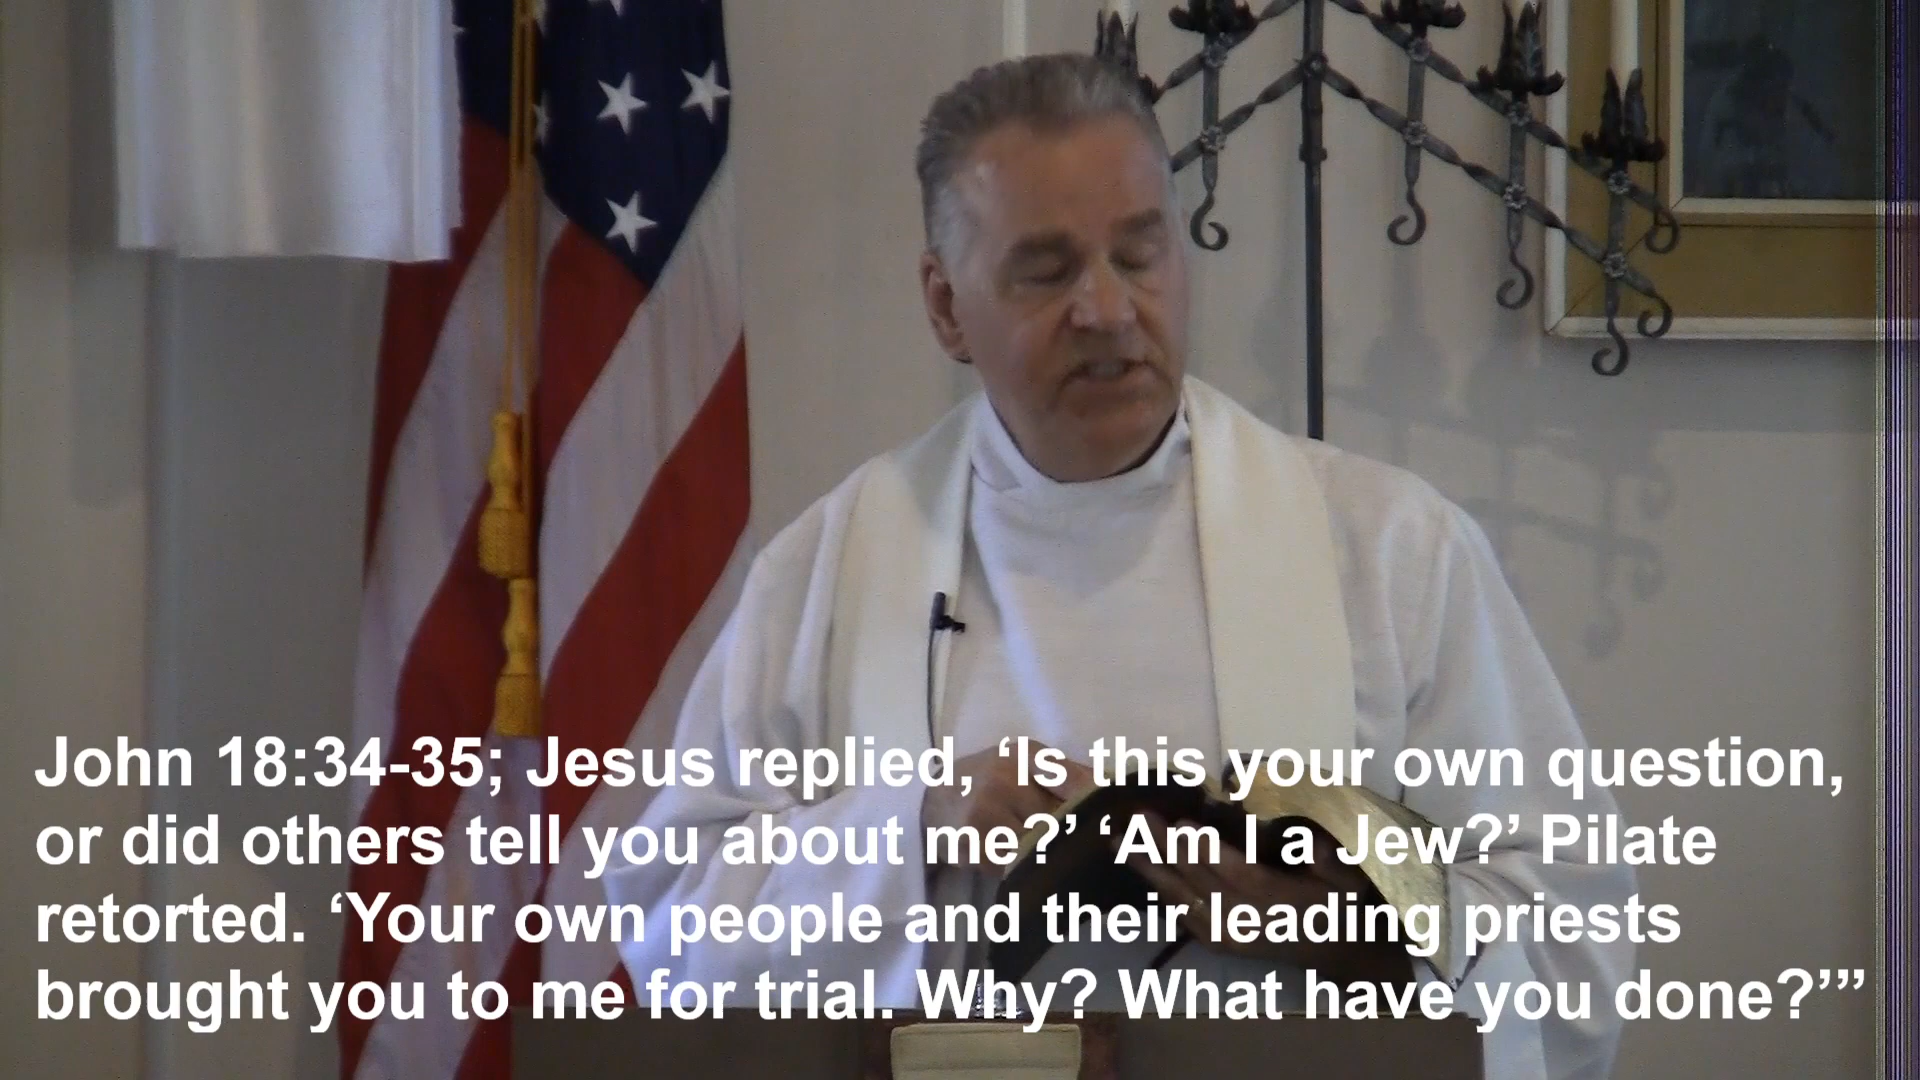 John 18:34-35; Jesus replied, ‘Is this your own question,
or did others tell you about me?’ ‘Am I a Jew?’ Pilate
retorted. ‘Your own people and their leading priests
brought you to me for trial. Why? What have you done?’”